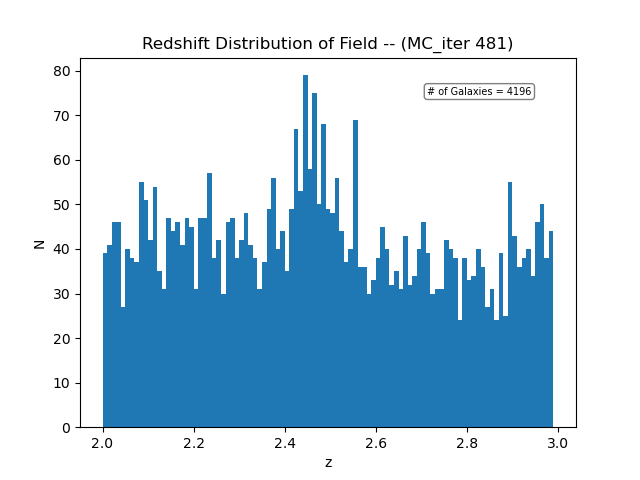 Redshift Distribution of Field -- (MC_iter 481)
# of Galaxies = 4196
N
80
70
60
50
40
30
20
10
0
2.0 2.2 2.4 2.6 2.8 3.0
z